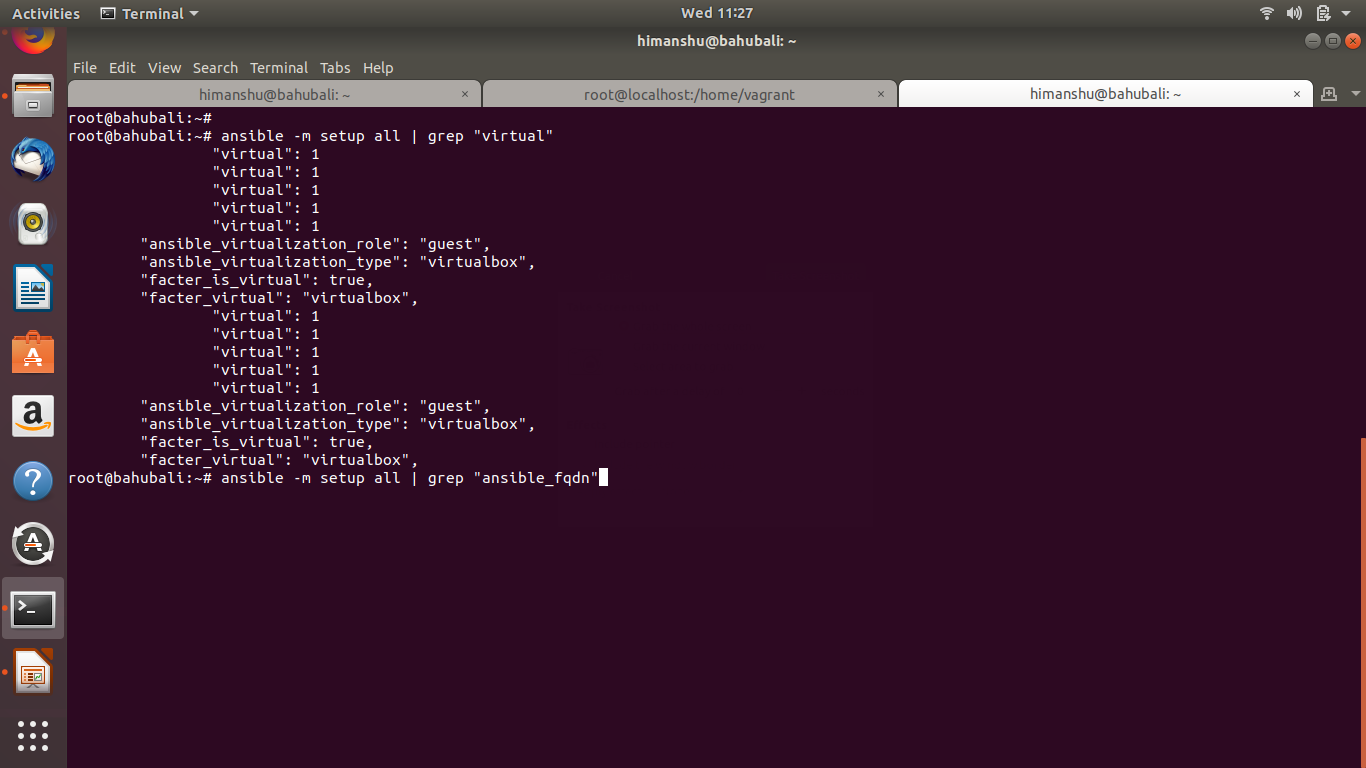 Activities Terminal Wed 11:27
himanshu@bahubali: ~
File Edit View Search Terminal Tabs Help
himanshu@bahubali: ~ × root@localhost:/home/vagrant × himanshu@bahubali: ~ ×
root@bahubali:~#
root@bahubali:~# ansible -m setup all | grep "virtual"
"virtual": 1
"virtual": 1
"virtual": 1
"virtual": 1
"virtual": 1
"ansible_virtualization_role": "guest",
"ansible_virtualization_type": "virtualbox",
"facter_is_virtual": true,
"facter_virtual": "virtualbox",
"virtual": 1
"virtual": 1
"virtual": 1
"virtual": 1
"virtual": 1
"ansible_virtualization_role": "guest",
"ansible_virtualization_type": "virtualbox",
"facter_is_virtual": true,
"facter_virtual": "virtualbox",
root@bahubali:~# ansible -m setup all | grep "ansible_fqdn"